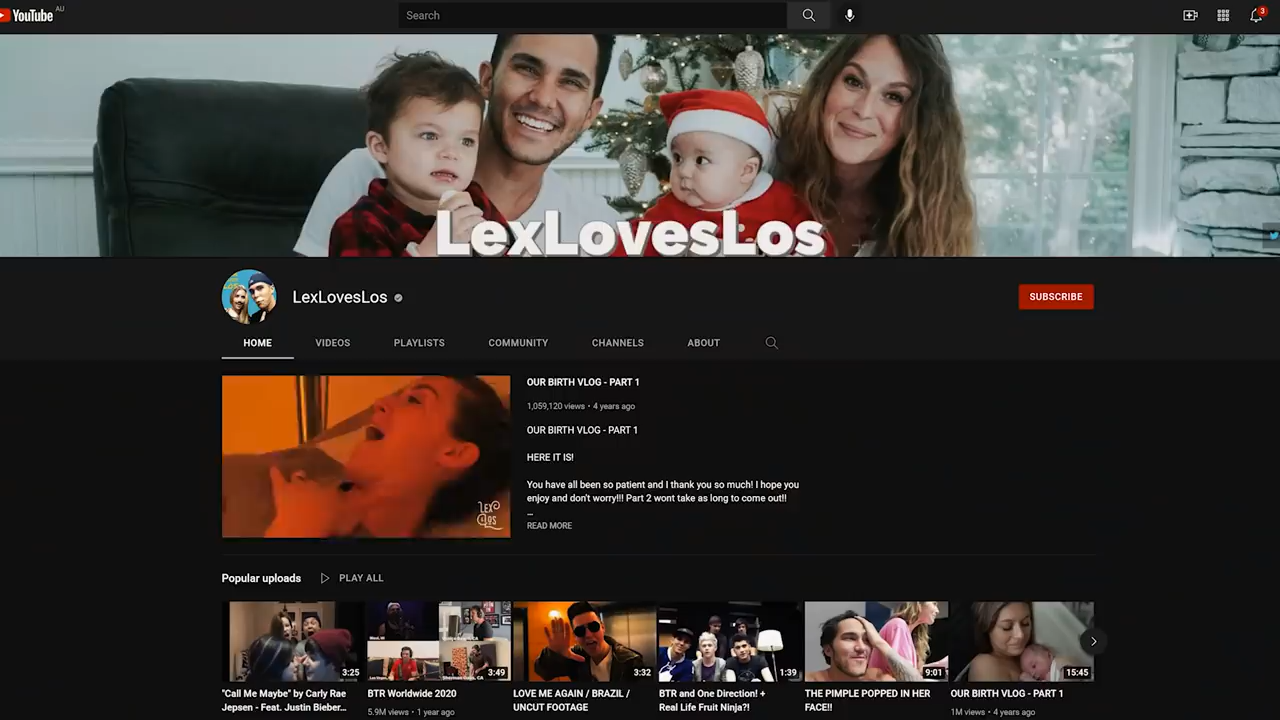 YouTube AU
Search
3
LexLovesLos
LexLovesLos
SUBSCRIBE
HOME
VIDEOS
PLAYLISTS
COMMUNITY
CHANNELS
ABOUT
OUR BIRTH VLOG - PART 1
1,059,120 views • 4 years ago
OUR BIRTH VLOG - PART 1
HERE IT IS!
You have all been so patient and I thank you so much! I hope you
enjoy and don't worry!!! Part 2 wont take as long to come out!!
...
READ MORE
LEX
LOS
Popular uploads
PLAY ALL
3:25
3:49
3:32
1:39
9:01
15:45
"Call Me Maybe" by Carly Rae
Jepsen - Feat. Justin Bieber...
BTR Worldwide 2020
5.9M views • 1 year ago
LOVE ME AGAIN / BRAZIL /
UNCUT FOOTAGE
BTR and One Direction! +
Real Life Fruit Ninja?!
THE PIMPLE POPPED IN HER
FACE!!
OUR BIRTH VLOG - PART 1
1M views • 4 years ago